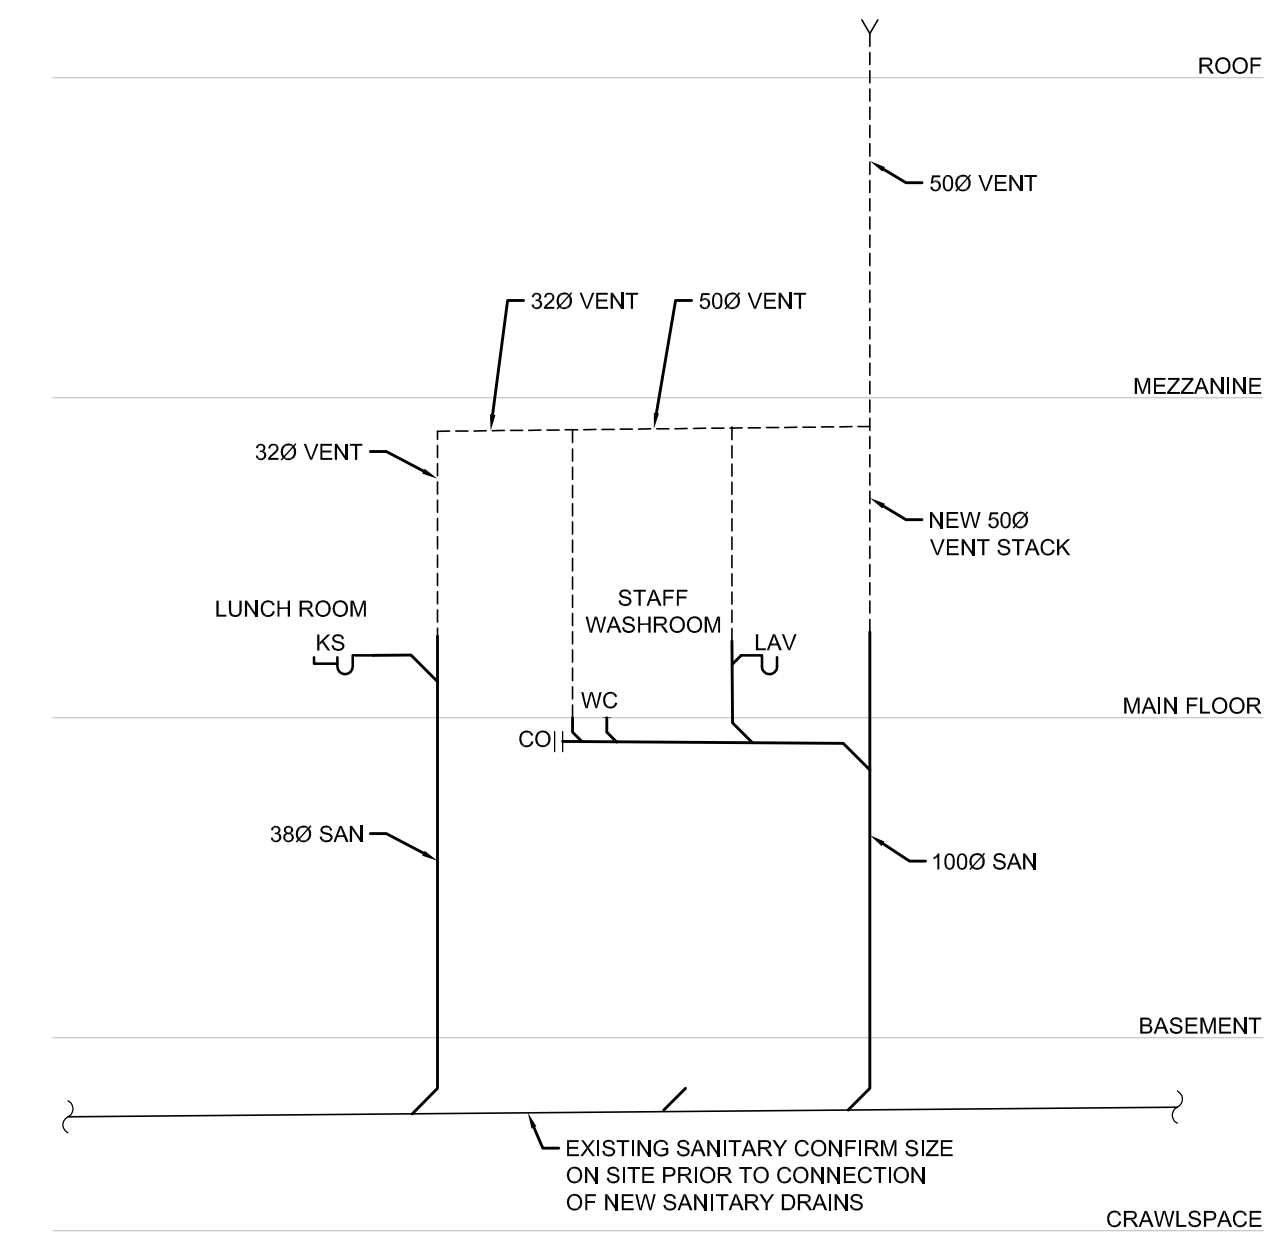 ROOF
50Ø VENT
32Ø VENT
50Ø VENT
MEZZANINE
32Ø VENT
NEW 50Ø
VENT STACK
STAFF
WASHROOM
LUNCH ROOM
KS
LAV
WC
MAIN FLOOR
CO
38Ø SAN
100Ø SAN
BASEMENT
EXISTING SANITARY CONFIRM SIZE
ON SITE PRIOR TO CONNECTION
OF NEW SANITARY DRAINS
CRAWLSPACE